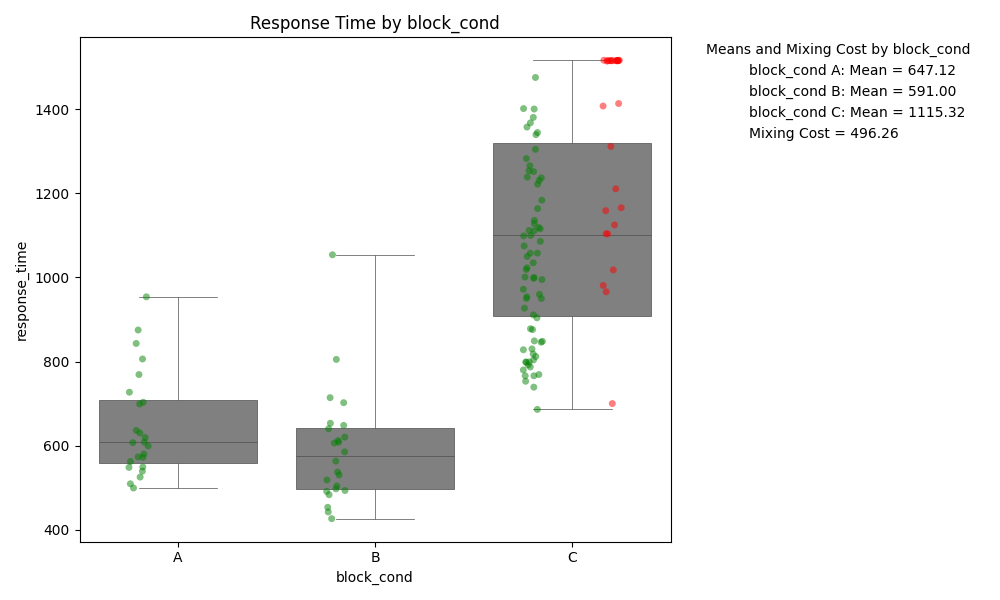 Response Time by block_cond
Means and Mixing Cost by block_cond
block_cond A: Mean = 647.12
block_cond B: Mean = 591.00
block_cond C: Mean = 1115.32
Mixing Cost = 496.26
response_time
1400
1200
1000
800
600
400
A
B
C
block_cond